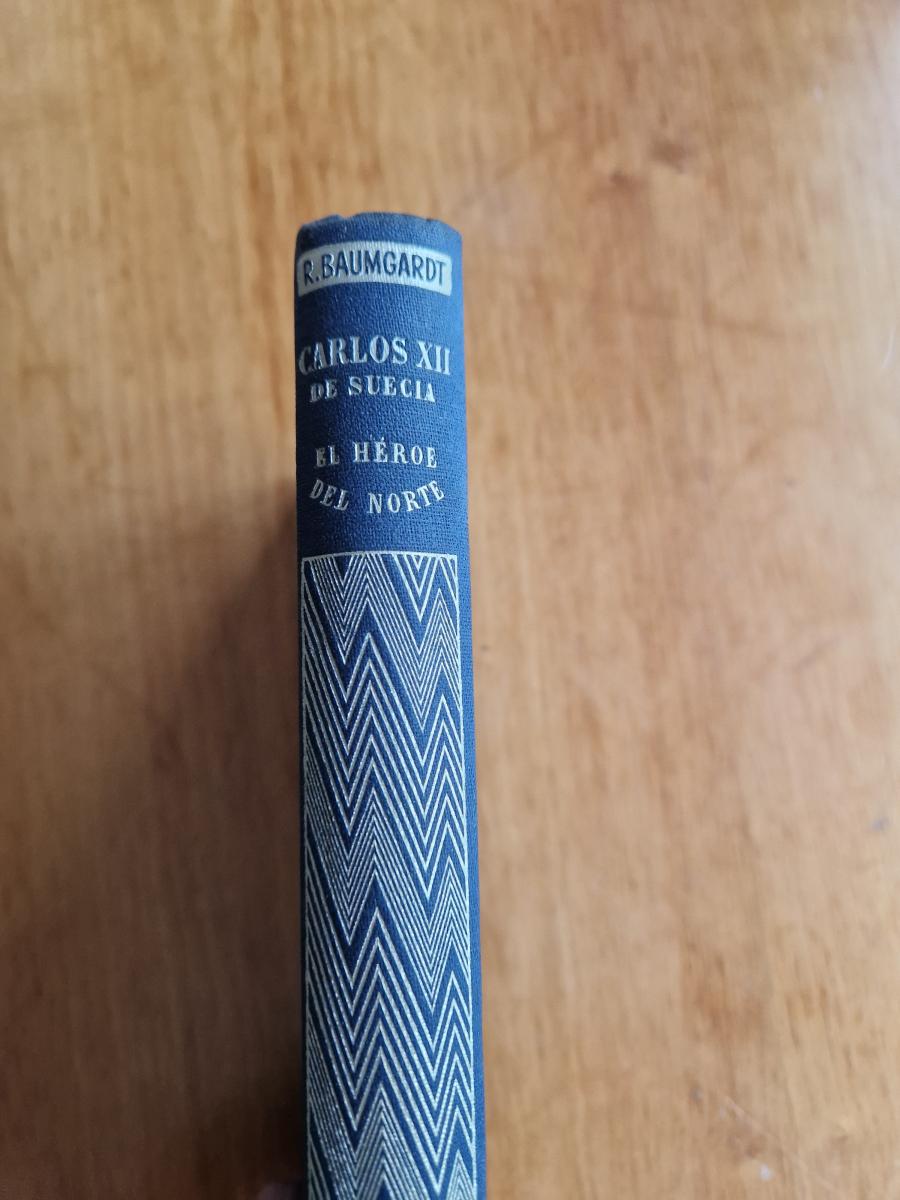 R. BAUMGARDT
CARLOS XII
DE SUECIA
EL HÉROE
DEL NORTE